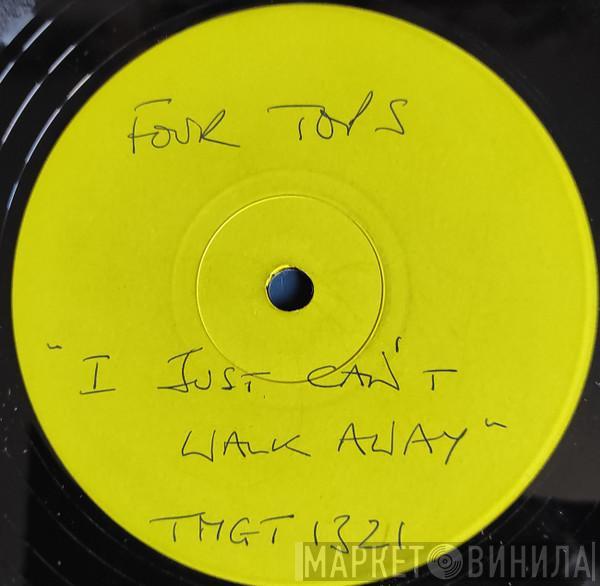 FOUR TOPS
"I JUST CAN'T
WALK AWAY"
TMGT 1321
МАРКЕТ ВИНИЛА